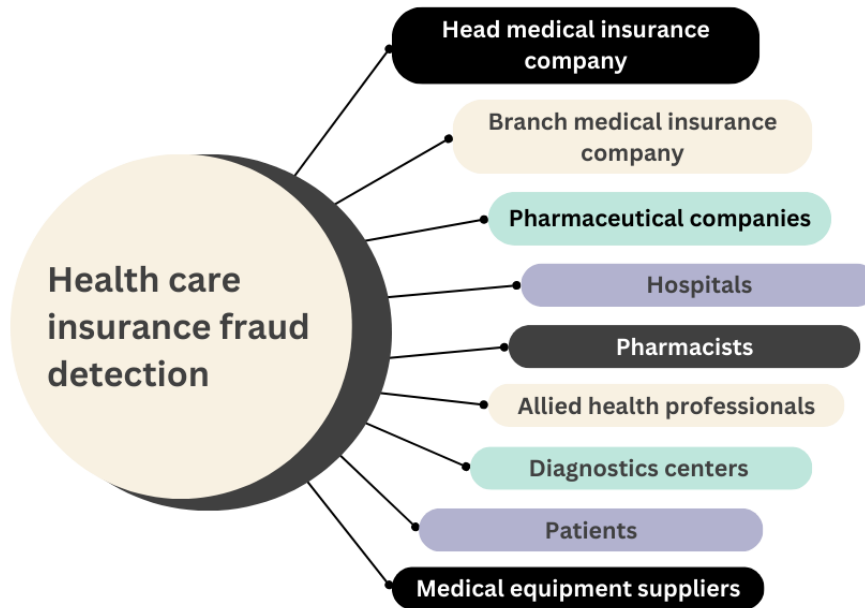 Head medical insurance
company
Branch medical insurance
company
Pharmaceutical companies
Health care
insurance fraud
detection
Hospitals
Pharmacists
Allied health professionals
Diagnostics centers
Patients
Medical equipment suppliers